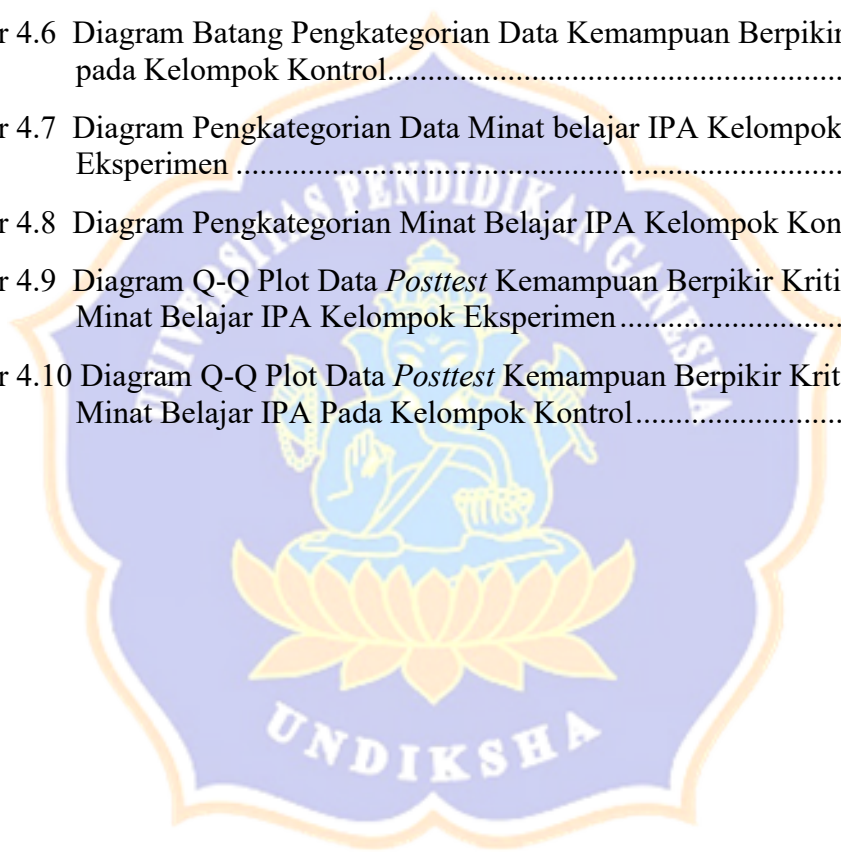 r 4.6 Diagram Batang Pengkategorian Data Kemampuan Berpikir
pada Kelompok Kontrol
r 4.7 Diagram Pengkategorian Data Minat belajar IPA Kelompok
Eksperimen
r 4.8 Diagram Pengkategorian Minat Belajar IPA Kelompok Kon
r 4.9 Diagram Q-Q Plot Data Posttest Kemampuan Berpikir Kriti
Minat Belajar IPA Kelompok Eksperimen
r 4.10 Diagram Q-Q Plot Data Posttest Kemampuan Berpikir Krit
Minat Belajar IPA Pada Kelompok Kontrol
UNIVERSITAS PENDIDIKAN GANESHA
UNDIKSHA